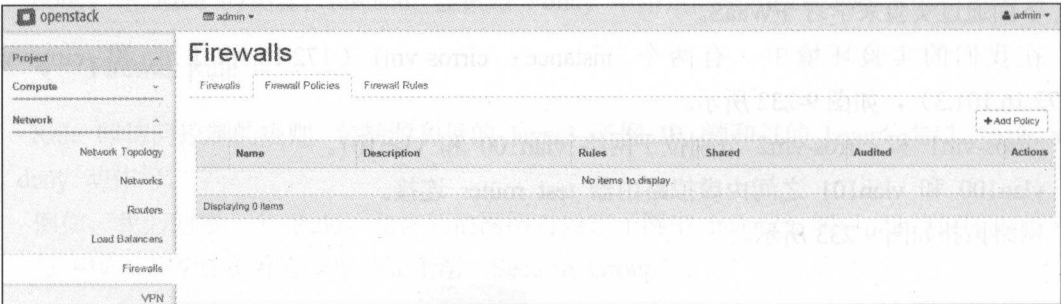 openstack
admin
admin
Project
Compute
Network
Network Topology
Networks
Routers
Load Balancers
Firewalls
VPN
Firewalls
Firewalls Firewall Policies Firewall Rules
+ Add Policy
Name Description Rules Shared Audited Actions
No items to display.
Displaying 0 items